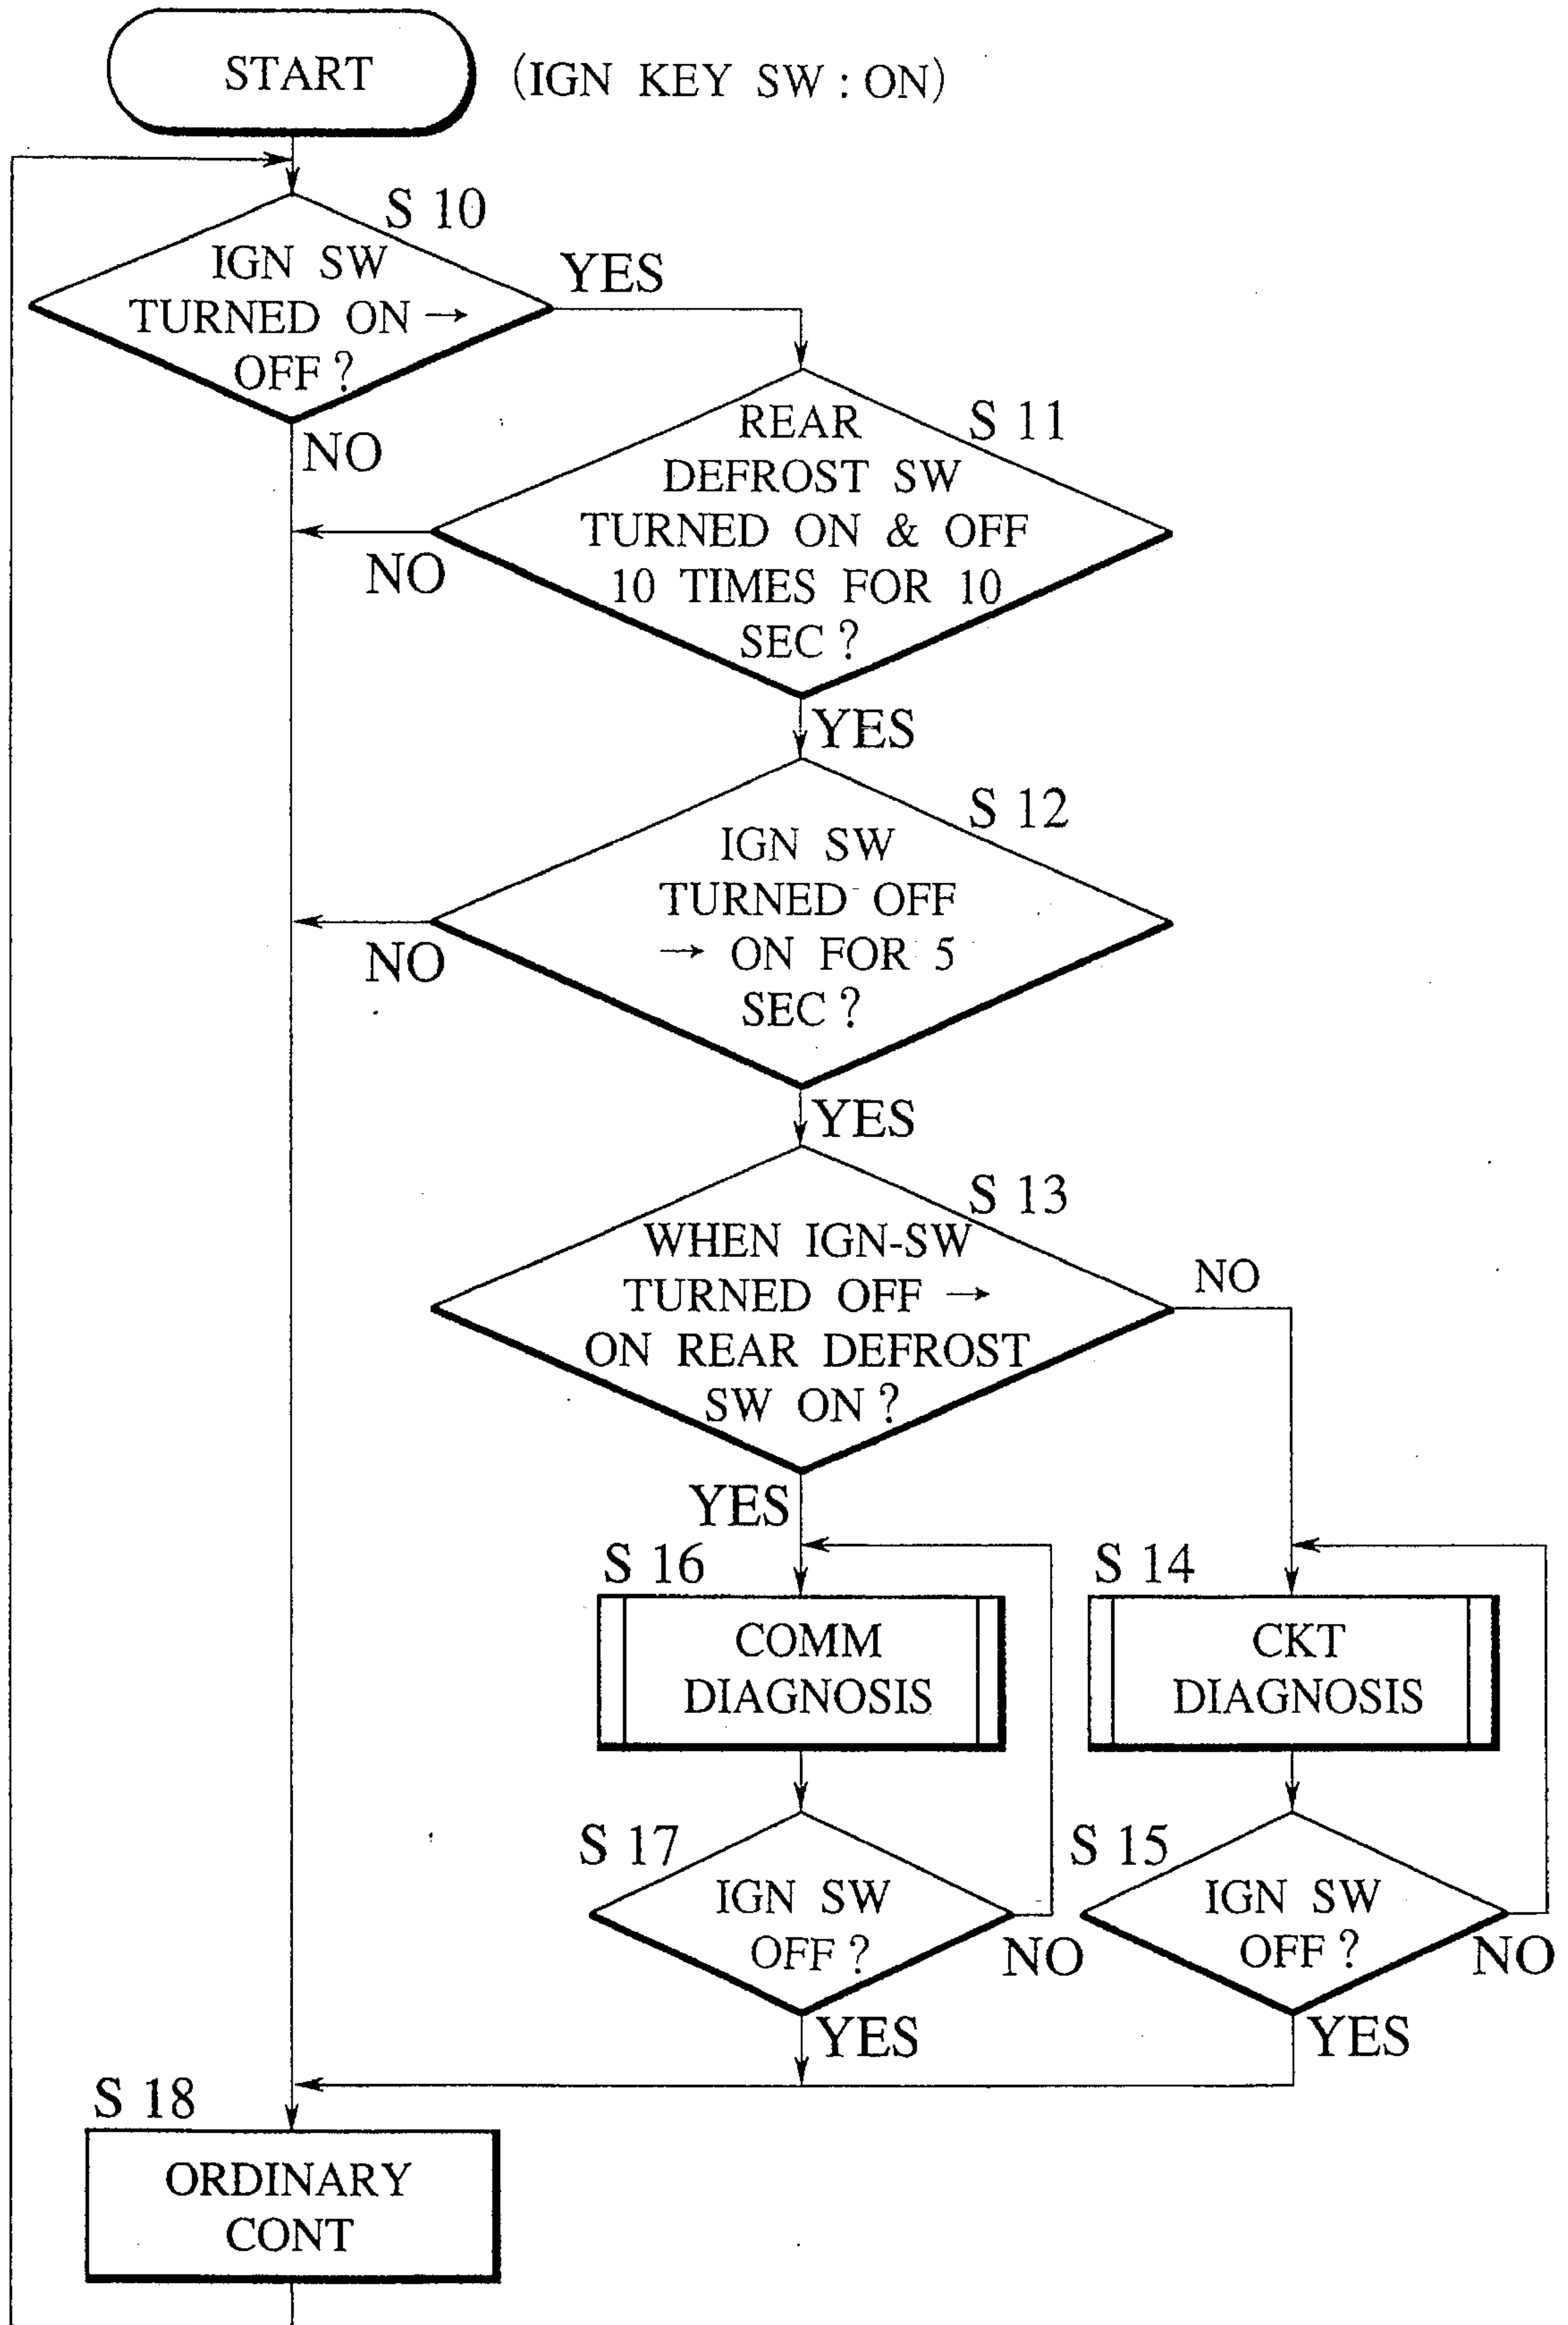 START
(IGN KEY SW : ON)
S 10
IGN SW
TURNED ON →
OFF ?
YES
NO
S 11
REAR
DEFROST SW
TURNED ON & OFF
10 TIMES FOR 10
SEC ?
NO
YES
S 12
IGN SW
TURNED OFF
→ ON FOR 5
SEC ?
NO
YES
S 13
WHEN IGN-SW
TURNED OFF →
ON REAR DEFROST
SW ON ?
NO
YES
S 16
COMM
DIAGNOSIS
S 14
CKT
DIAGNOSIS
S 17
IGN SW
OFF ?
NO
YES
S 15
IGN SW
OFF ?
NO
YES
S 18
ORDINARY
CONT